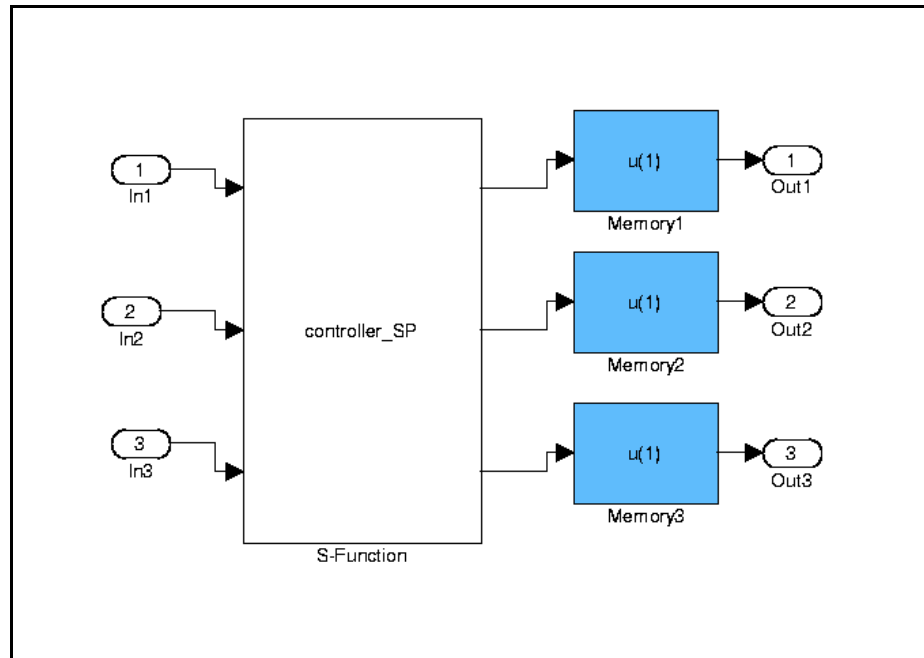 1
In1
2
In2
3
In3
controller_SP
S-Function
u(1)
Memory1
u(1)
Memory2
u(1)
Memory3
1
Out1
2
Out2
3
Out3